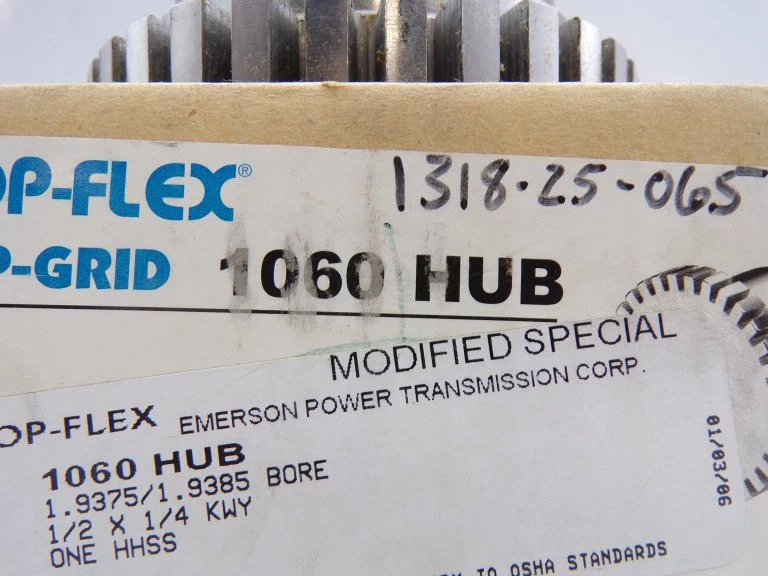 OP-FLEX® 1318-25-065
P-GRID 1060 HUB
MODIFIED SPECIAL
OP-FLEX EMERSON POWER TRANSMISSION CORP.
1060 HUB
1.9375/1.9385 BORE
1/2 X 1/4 KWY
ONE HHSS
01/03/06
TO OSHA STANDARDS